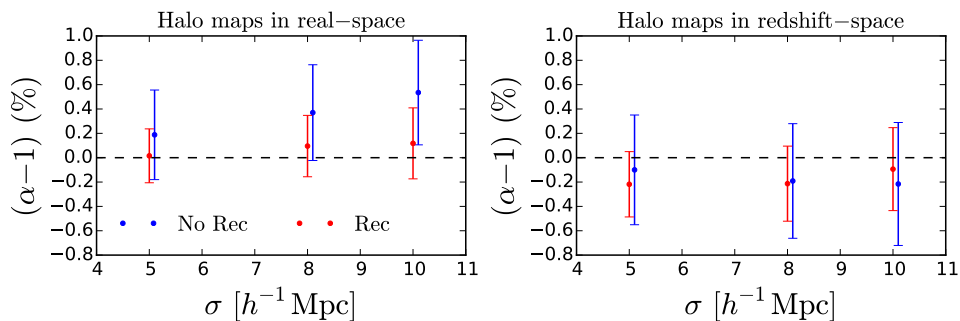 Halo maps in real−space
(α−1) (%)
1.0
0.8
0.6
0.4
0.2
0.0
−0.2
−0.4
−0.6
−0.8
No Rec
Rec
4 5 6 7 8 9 10 11
σ [h⁻¹ Mpc]
Halo maps in redshift−space
(α−1) (%)
1.0
0.8
0.6
0.4
0.2
0.0
−0.2
−0.4
−0.6
−0.8
4 5 6 7 8 9 10 11
σ [h⁻¹ Mpc]